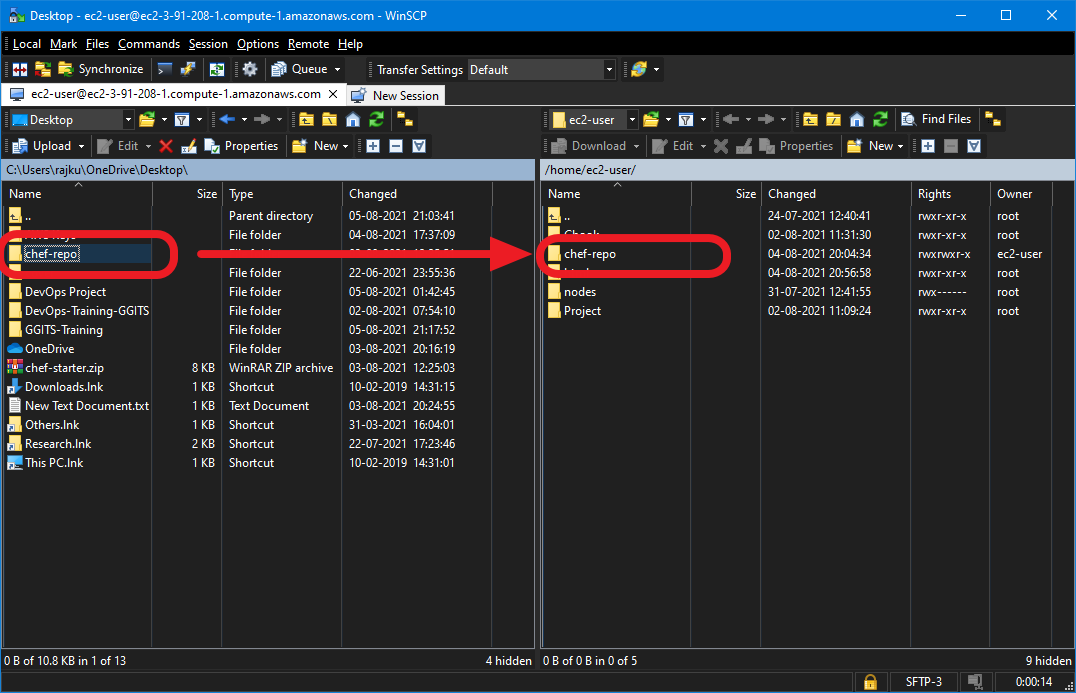 Desktop - ec2-user@ec2-3-91-208-1.compute-1.amazonaws.com - WinSCP
Local Mark Files Commands Session Options Remote Help
Synchronize Queue Transfer Settings Default
ec2-user@ec2-3-91-208-1.compute-1.amazonaws.com New Session
Desktop
Upload Edit Properties New
C:\Users\rajku\OneDrive\Desktop\
Name Size Type Changed
.. Parent directory 05-08-2021 21:03:41
File folder 04-08-2021 17:37:09
chef-repo
File folder 22-06-2021 23:55:36
DevOps Project File folder 05-08-2021 01:42:45
DevOps-Training-GGITS File folder 02-08-2021 07:54:10
GGITS-Training File folder 05-08-2021 21:17:52
OneDrive File folder 03-08-2021 20:16:19
chef-starter.zip 8 KB WinRAR ZIP archive 03-08-2021 12:25:03
Downloads.lnk 1 KB Shortcut 10-02-2019 14:31:15
New Text Document.txt 1 KB Text Document 03-08-2021 20:24:55
Others.lnk 1 KB Shortcut 31-03-2021 16:04:01
Research.lnk 2 KB Shortcut 22-07-2021 17:23:46
This PC.lnk 1 KB Shortcut 10-02-2019 14:31:01
0 B of 10.8 KB in 1 of 13 4 hidden
ec2-user Find Files
Download Edit Properties New
/home/ec2-user/
Name Size Changed Rights Owner
.. 24-07-2021 12:40:41 rwxr-xr-x root
02-08-2021 11:31:30 rwxr-xr-x root
chef-repo 04-08-2021 20:04:34 rwxrwxr-x ec2-user
04-08-2021 20:56:58 rwxr-xr-x root
nodes 31-07-2021 12:41:55 rwx------ root
Project 02-08-2021 11:09:24 rwxr-xr-x root
0 B of 0 B in 0 of 5 9 hidden
SFTP-3 0:00:14